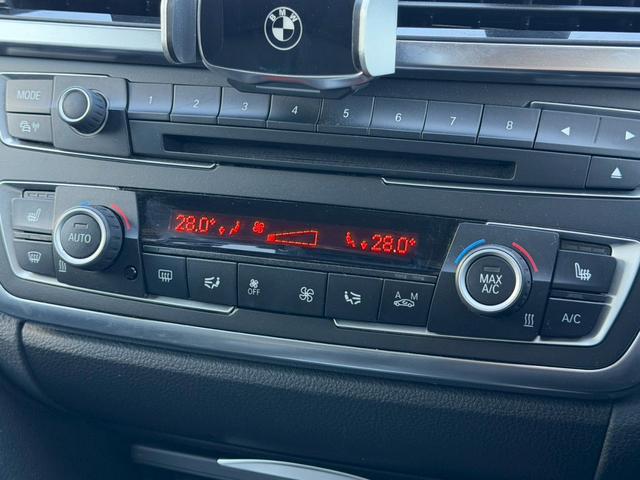 BMW
MODE 1 2 3 4 5 6 7 8
28.0° 28.0°
AUTO
OFF
A M
MAX
A/C
A/C